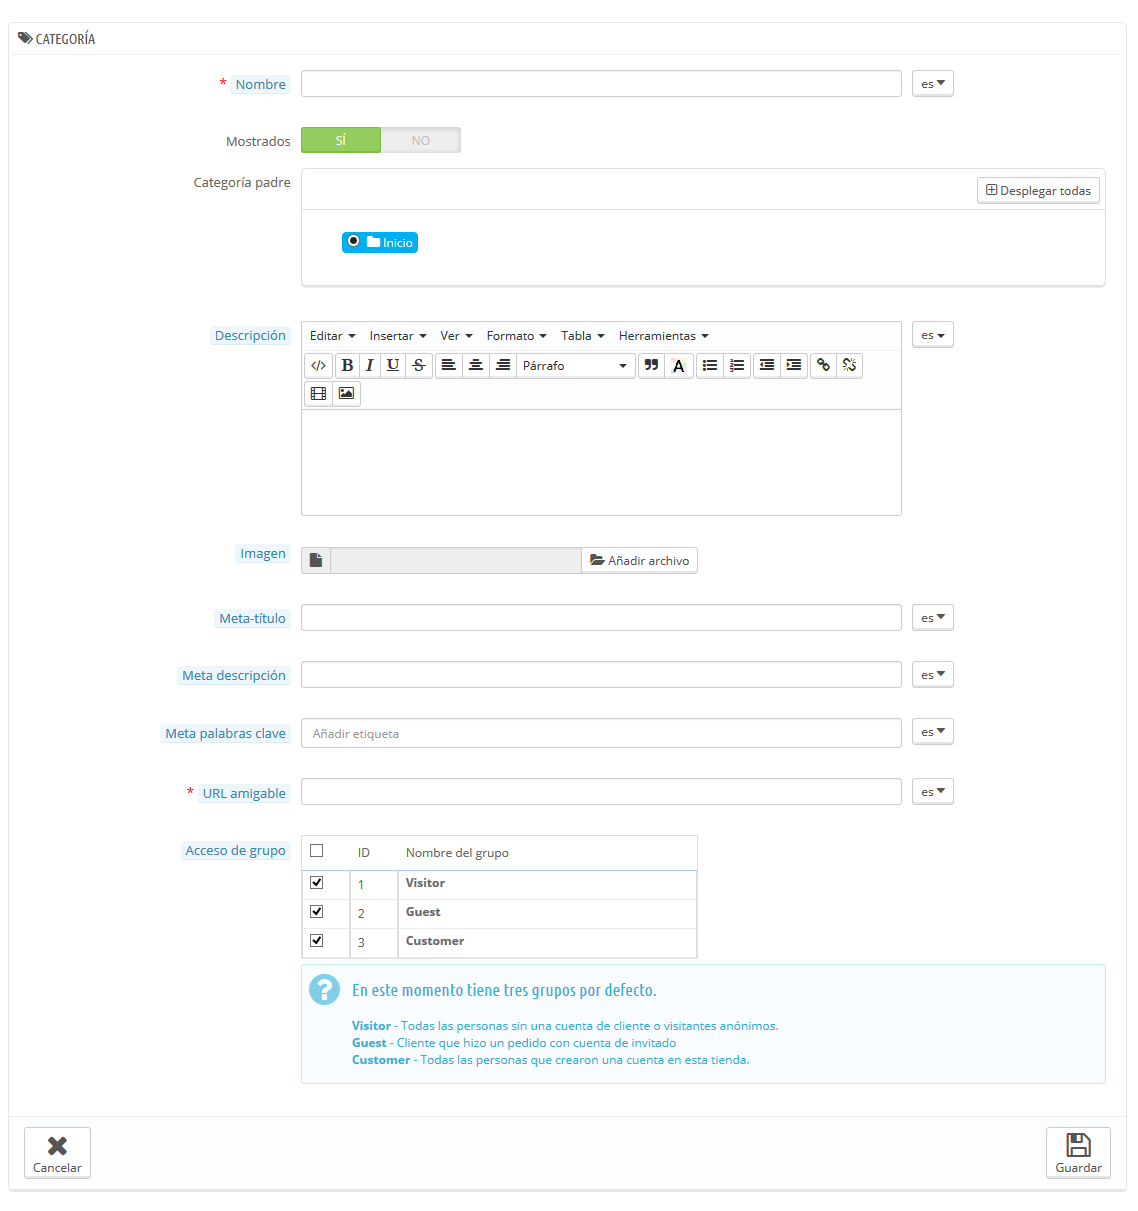 CATEGORÍA
* Nombre
es
Mostrados
SÍ
NO
Categoría padre
Desplegar todas
Inicio
Descripción
Editar
Insertar
Ver
Formato
Tabla
Herramientas
es
B I U S
Párrafo
A
Imagen
Añadir archivo
Meta-título
es
Meta descripción
es
Meta palabras clave
Añadir etiqueta
es
* URL amigable
es
Acceso de grupo
ID Nombre del grupo
1 Visitor
2 Guest
3 Customer
En este momento tiene tres grupos por defecto.
Visitor - Todas las personas sin una cuenta de cliente o visitantes anónimos.
Guest - Cliente que hizo un pedido con cuenta de invitado
Customer - Todas las personas que crearon una cuenta en esta tienda.
Cancelar
Guardar